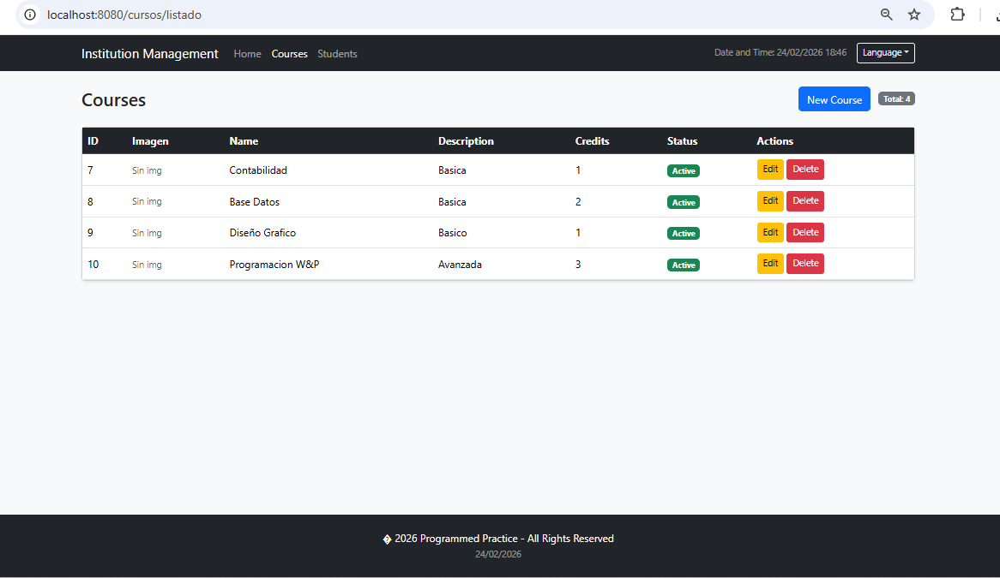 localhost:8080/cursos/listado
Institution Management Home Courses Students Date and Time: 24/02/2026 18:46 Language
Courses New Course Total: 4
ID Imagen Name Description Credits Status Actions
7 Sin img Contabilidad Basica 1 Active Edit Delete
8 Sin img Base Datos Basica 2 Active Edit Delete
9 Sin img Diseño Grafico Basico 1 Active Edit Delete
10 Sin img Programacion W&P Avanzada 3 Active Edit Delete
� 2026 Programmed Practice - All Rights Reserved
24/02/2026